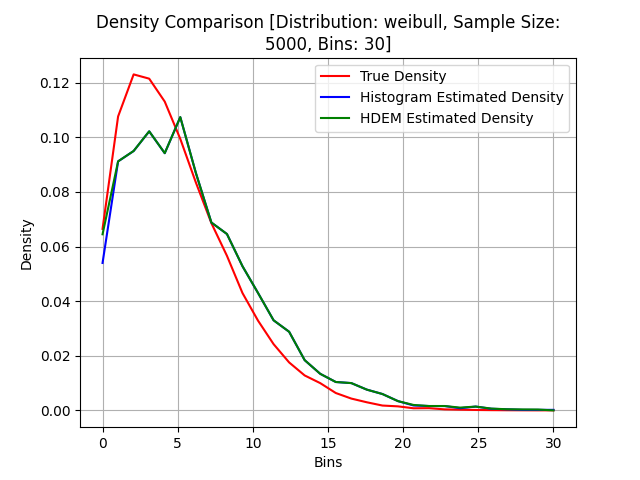 Density Comparison [Distribution: weibull, Sample Size:
5000, Bins: 30]
True Density
Histogram Estimated Density
HDEM Estimated Density
Density
0.12
0.10
0.08
0.06
0.04
0.02
0.00
0 5 10 15 20 25 30
Bins